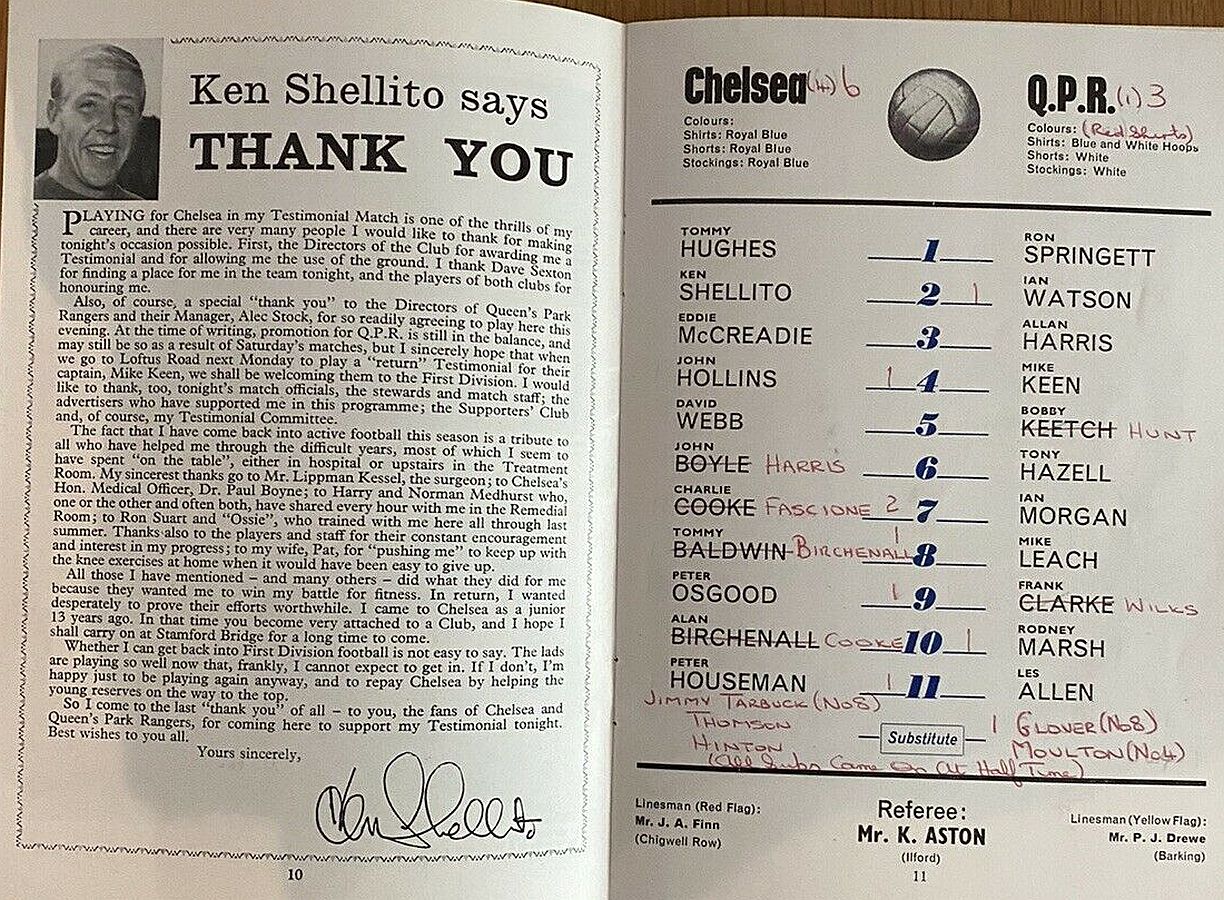 Ken Shellito says
THANK YOU
PLAYING for Chelsea in my Testimonial Match is one of the thrills of my
career, and there are very many people I would like to thank for making
tonight's occasion possible. First, the Directors of the Club for awarding me a
Testimonial and for allowing me the use of the ground. I thank Dave Sexton
for finding a place for me in the team tonight, and the players of both clubs for
honouring me.
Also, of course, a special "thank you" to the Directors of Queen's Park
Rangers and their Manager, Alec Stock, for so readily agreeing to play here this
evening. At the time of writing, promotion for Q.P.R. is still in the balance, and
may still be so as a result of Saturday's matches, but I sincerely hope that when
we go to Loftus Road next Monday to play a "return" Testimonial for their
captain, Mike Keen, we shall be welcoming them to the First Division. I would
like to thank, too, tonight's match officials, the stewards and match staff; the
advertisers who have supported me in this programme; the Supporters' Club
and, of course, my Testimonial Committee.
The fact that I have come back into active football this season is a tribute to
all who have helped me through the difficult years, most of which I seem to
have spent "on the table", either in hospital or upstairs in the Treatment
Room. My sincerest thanks go to Mr. Lippman Kessel, the surgeon; to Chelsea's
Hon. Medical Officer, Dr. Paul Boyne; to Harry and Norman Medhurst who,
one or the other and often both, have shared every hour with me in the Remedial
Room; to Ron Suart and "Ossie", who trained with me here all through last
summer. Thanks also to the players and staff for their constant encouragement
and interest in my progress; to my wife, Pat, for "pushing me" to keep up with
the knee exercises at home when it would have been easy to give up.
All those I have mentioned – and many others – did what they did for me
because they wanted me to win my battle for fitness. In return, I wanted
desperately to prove their efforts worthwhile. I came to Chelsea as a junior
13 years ago. In that time you become very attached to a Club, and I hope I
shall carry on at Stamford Bridge for a long time to come.
Whether I can get back into First Division football is not easy to say. The lads
are playing so well now that, frankly, I cannot expect to get in. If I don't, I'm
happy just to be playing again anyway, and to repay Chelsea by helping the
young reserves on the way to the top.
So I come to the last "thank you" of all – to you, the fans of Chelsea and
Queen's Park Rangers, for coming here to support my Testimonial tonight.
Best wishes to you all.
Yours sincerely,
Ken Shellito
10
Chelsea (4) 6
Colours:
Shirts: Royal Blue
Shorts: Royal Blue
Stockings: Royal Blue
Q.P.R. (1) 3
Colours: (Red Shirts)
Shirts: Blue and White Hoops
Shorts: White
Stockings: White
TOMMY HUGHES 1 RON SPRINGETT
KEN SHELLITO 2 1 IAN WATSON
EDDIE McCREADIE 3 ALLAN HARRIS
JOHN HOLLINS 1 4 MIKE KEEN
DAVID WEBB 5 BOBBY KEETCH HUNT
JOHN BOYLE HARRIS 6 TONY HAZELL
CHARLIE COOKE FASCIONE 2 7 IAN MORGAN
TOMMY BALDWIN BIRCHENALL 1 8 MIKE LEACH
PETER OSGOOD 1 9 FRANK CLARKE WILKS
ALAN BIRCHENALL COOKE 10 1 RODNEY MARSH
PETER HOUSEMAN 1 11 LES ALLEN
JIMMY TARBUCK (No8)
THOMSON
HINTON
Substitute
1 GLOVER (No8)
MOULTON (No4)
(All Subs Came On At Half Time)
Linesman (Red Flag):
Mr. J. A. Finn
(Chigwell Row)
Referee:
Mr. K. ASTON
(Ilford)
Linesman (Yellow Flag):
Mr. P. J. Drewe
(Barking)
11